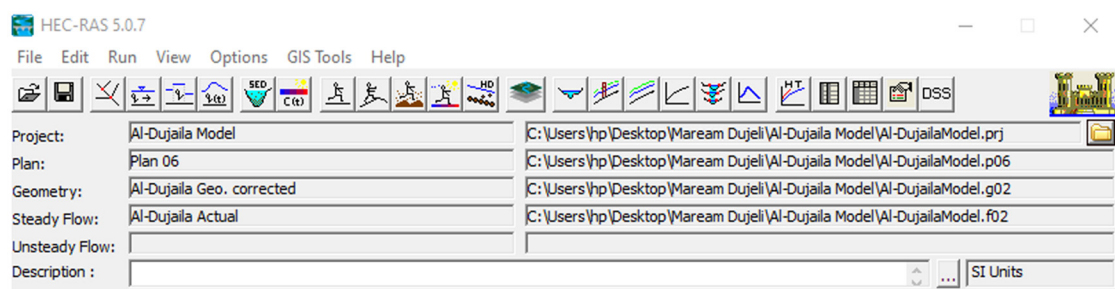 HEC-RAS 5.0.7
File Edit Run View Options GIS Tools Help
SED C(t) HD HT DSS
Project: Al-Dujaila Model C:\Users\hp\Desktop\Maream Dujeli\Al-Dujaila Model\Al-DujailaModel.prj
Plan: Plan 06 C:\Users\hp\Desktop\Maream Dujeli\Al-Dujaila Model\Al-DujailaModel.p06
Geometry: Al-Dujaila Geo. corrected C:\Users\hp\Desktop\Maream Dujeli\Al-Dujaila Model\Al-DujailaModel.g02
Steady Flow: Al-Dujaila Actual C:\Users\hp\Desktop\Maream Dujeli\Al-Dujaila Model\Al-DujailaModel.f02
Unsteady Flow:
Description : ... SI Units